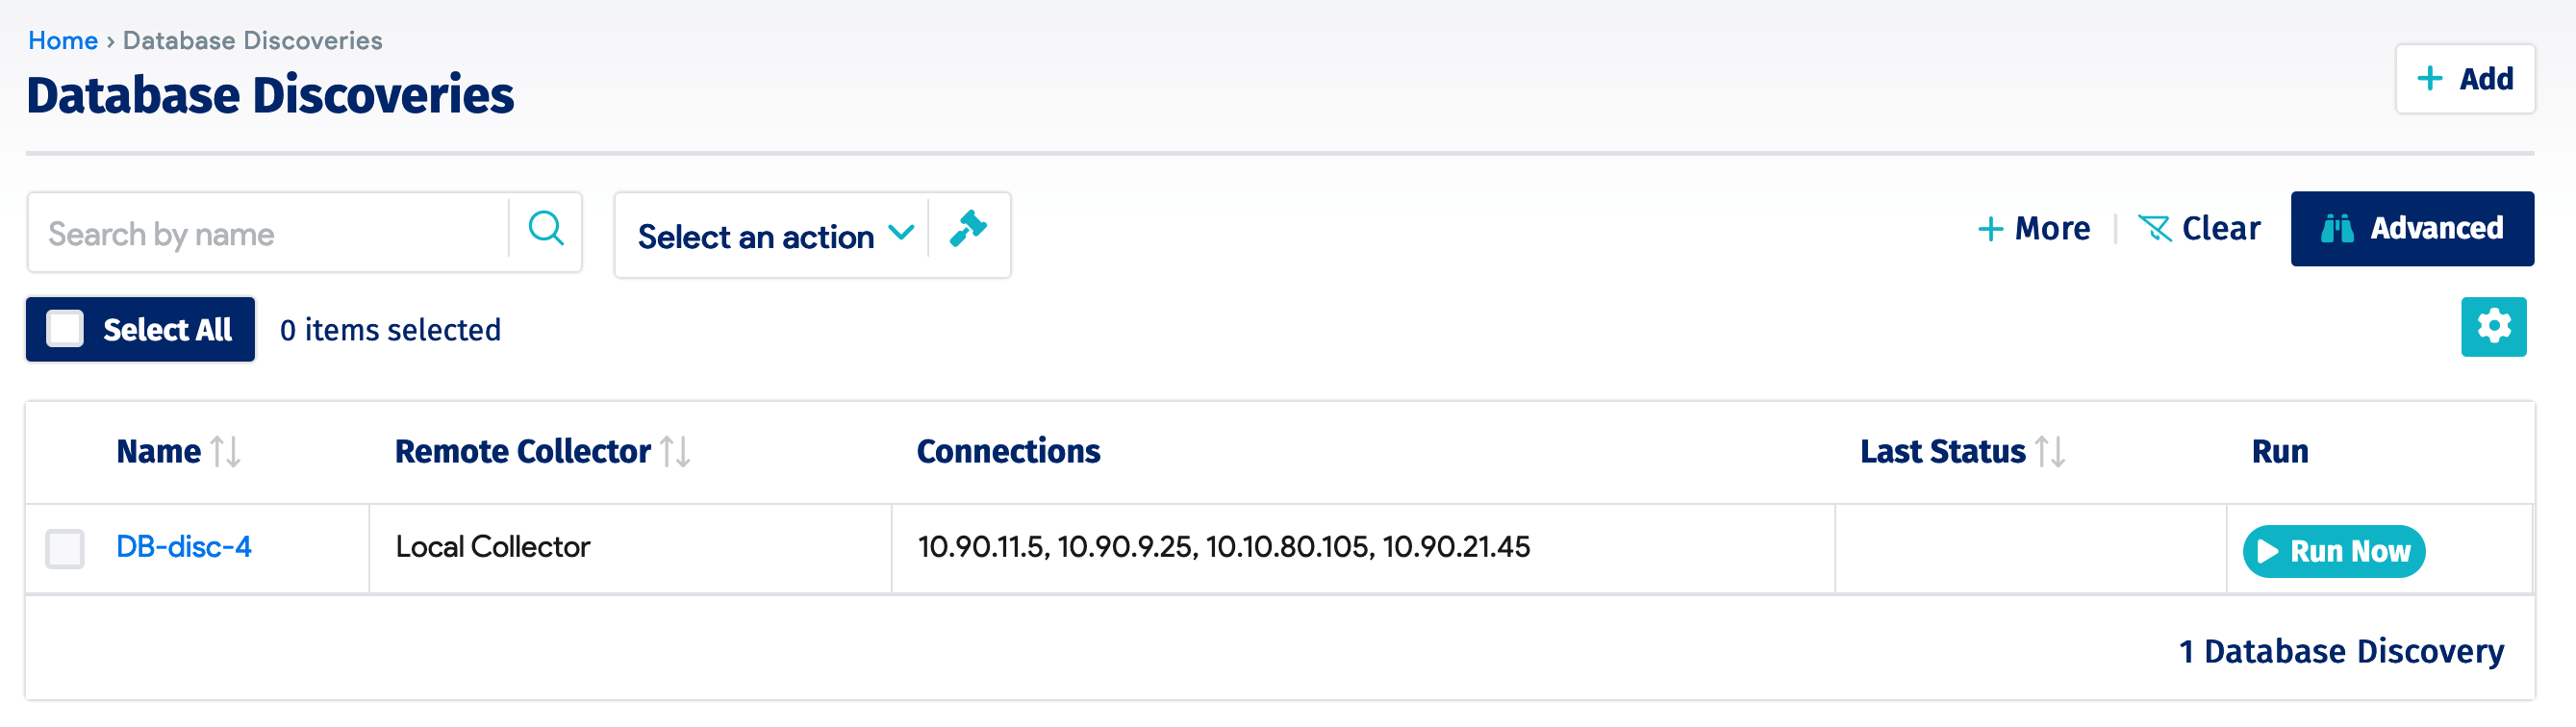 Home › Database Discoveries
Database Discoveries
+ Add
Search by name
Select an action
+ More
Clear
Advanced
Select All
0 items selected
Name Remote Collector Connections Last Status Run
DB-disc-4 Local Collector 10.90.11.5, 10.90.9.25, 10.10.80.105, 10.90.21.45 Run Now
1 Database Discovery